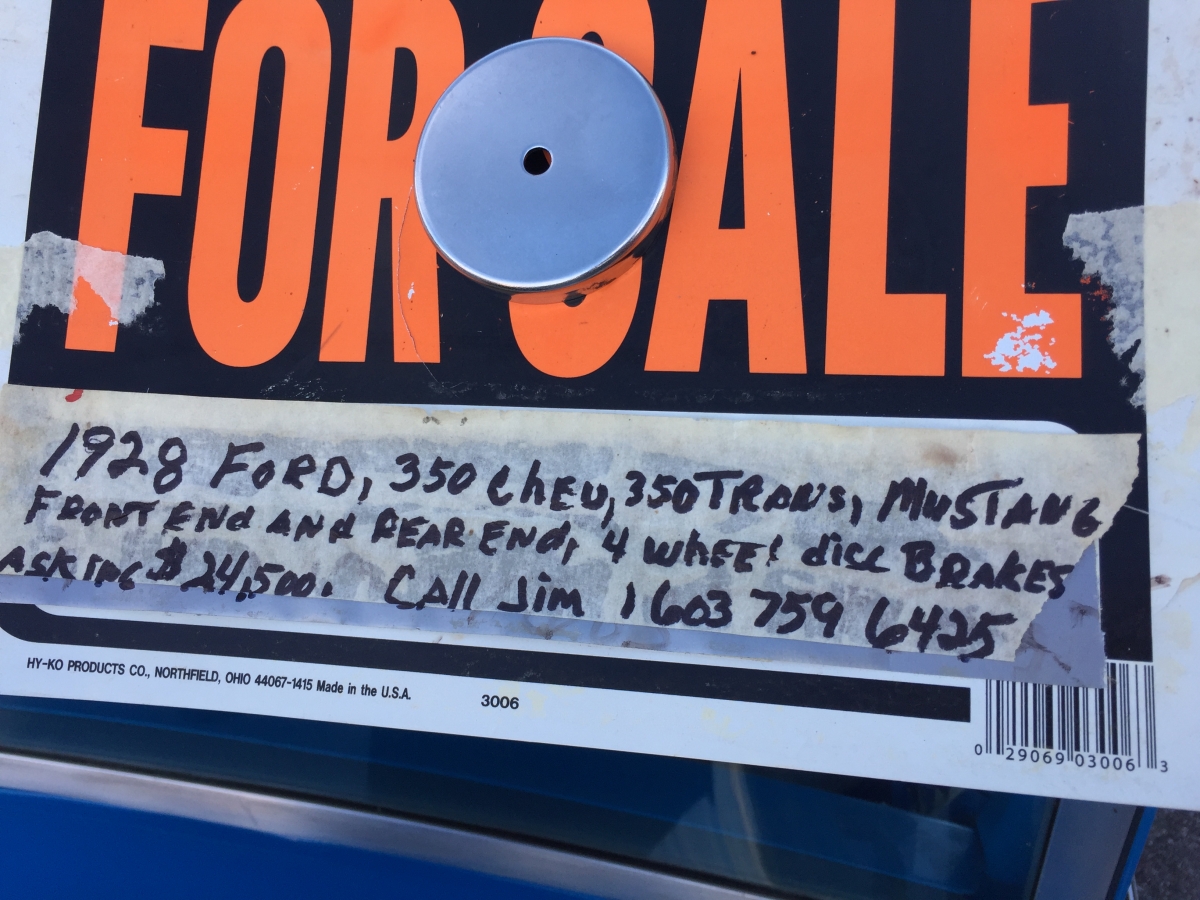 FOR SALE
1928 FORD, 350 CHEV, 350 TRANS, MUSTANG
FRONT END AND REAR END, 4 WHEEl disc BRAKES
ASKING $24,500. CAll Jim 1 603 759 6425
HY-KO PRODUCTS CO., NORTHFIELD, OHIO 44067-1415 Made in the U.S.A.
3006
0 29069 03006 3